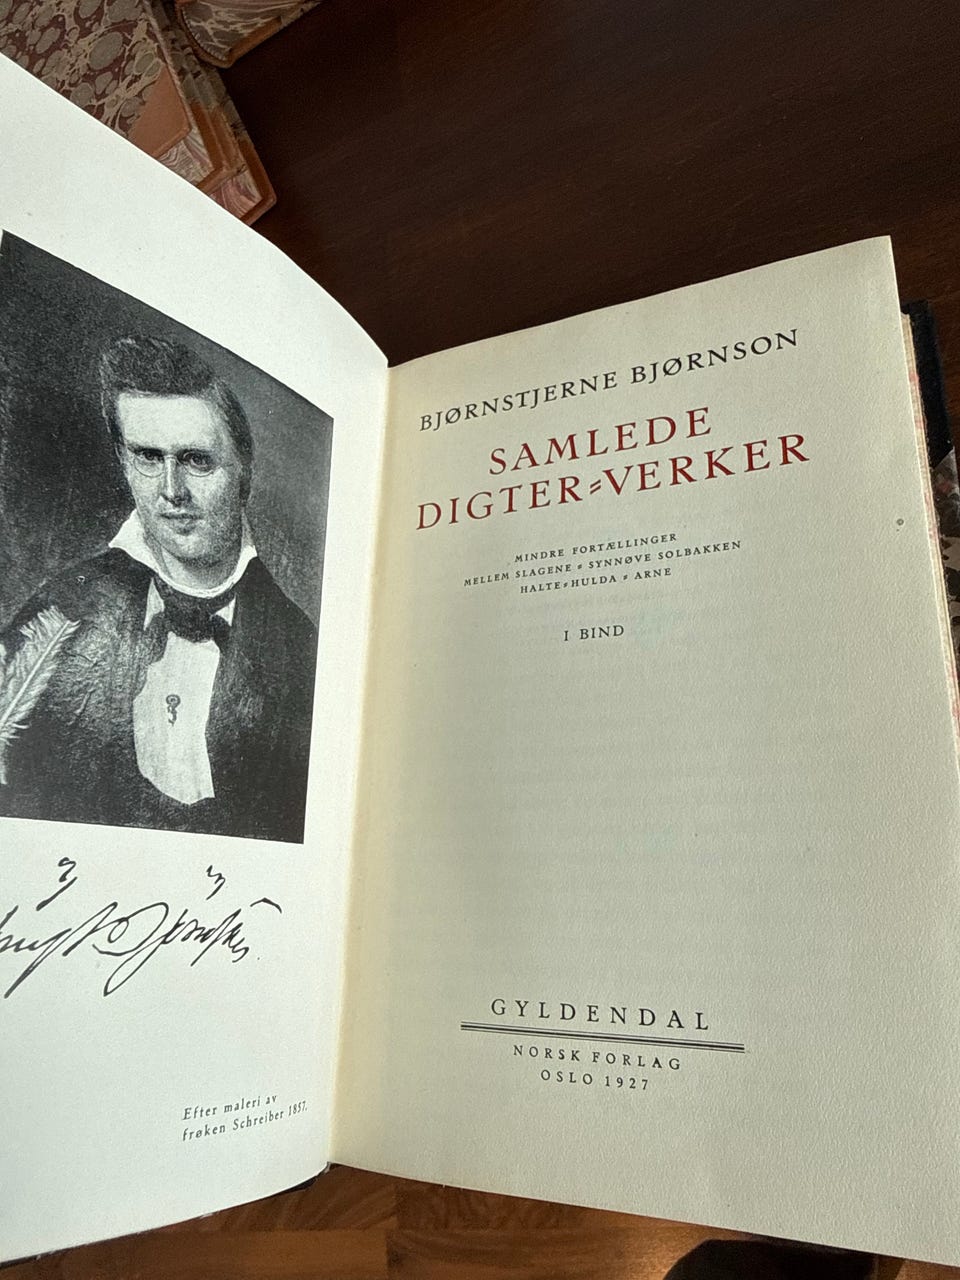 Efter maleri av
frøken Schreiber 1857.
BJØRNSTJERNE BJØRNSON
SAMLEDE
DIGTER=VERKER
MINDRE FORTÆLLINGER
MELLEM SLAGENE = SYNNØVE SOLBAKKEN
HALTE=HULDA = ARNE
I BIND
GYLDENDAL
NORSK FORLAG
OSLO 1927